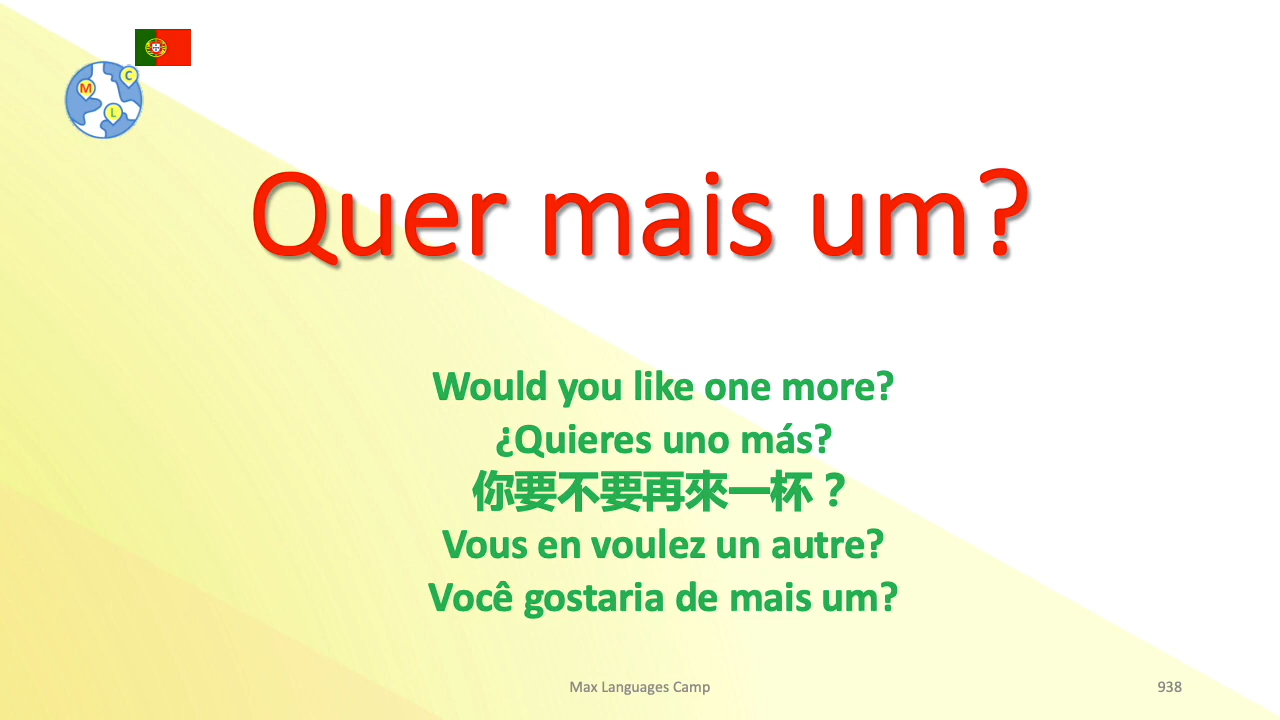 M
C
L
Quer mais um?
Would you like one more?
¿Quieres uno más?
你要不要再來一杯？
Vous en voulez un autre?
Você gostaria de mais um?
Max Languages Camp
938